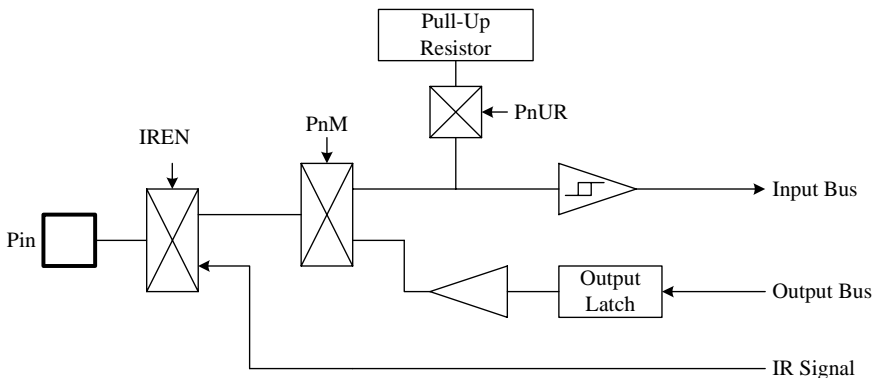 Pull-Up
Resistor
PnUR
PnM
IREN
Pin
Input Bus
Output
Latch
Output Bus
IR Signal